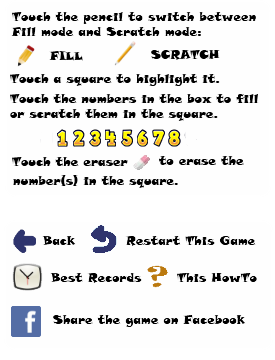 Touch the pencil to switch between
Fill mode and Scratch mode:
FILL SCRATCH
Touch a square to highlight it.
Touch the numbers in the box to fill
or scratch them in the square.
12345678
Touch the eraser to erase the
number(s) in the square.
Back Restart This Game
Best Records ? This HowTo
f Share the game on Facebook